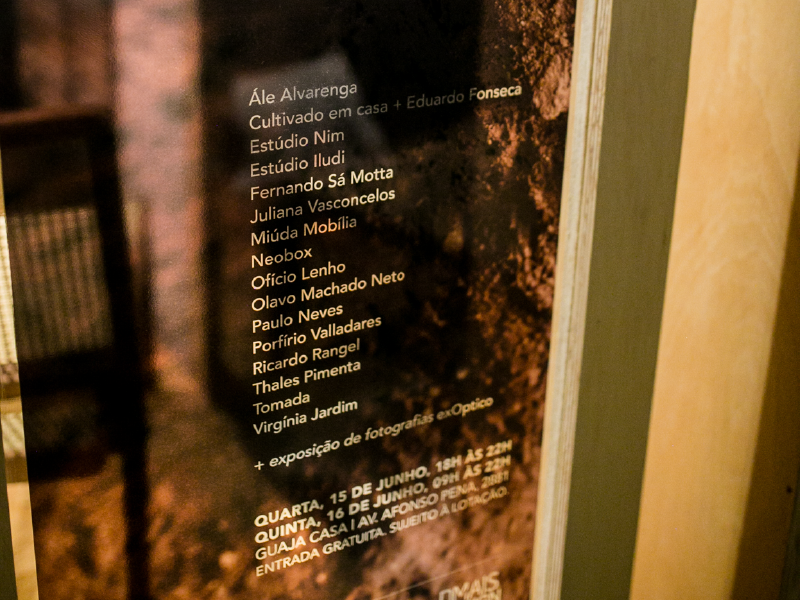 Ále Alvarenga
Cultivado em casa + Eduardo Fonseca
Estúdio Nim
Estúdio Iludi
Fernando Sá Motta
Juliana Vasconcelos
Miúda Mobília
Neobox
Ofício Lenho
Olavo Machado Neto
Paulo Neves
Porfírio Valladares
Ricardo Rangel
Thales Pimenta
Tomada
Virgínia Jardim
+ exposição de fotografias exOptico
QUARTA, 15 DE JUNHO, 18H ÀS 22H
QUINTA, 16 DE JUNHO, 09H ÀS 22H
GUAJA CASA | AV. AFONSO PENA, 2881
ENTRADA GRATUITA. SUJEITO À LOTAÇÃO.